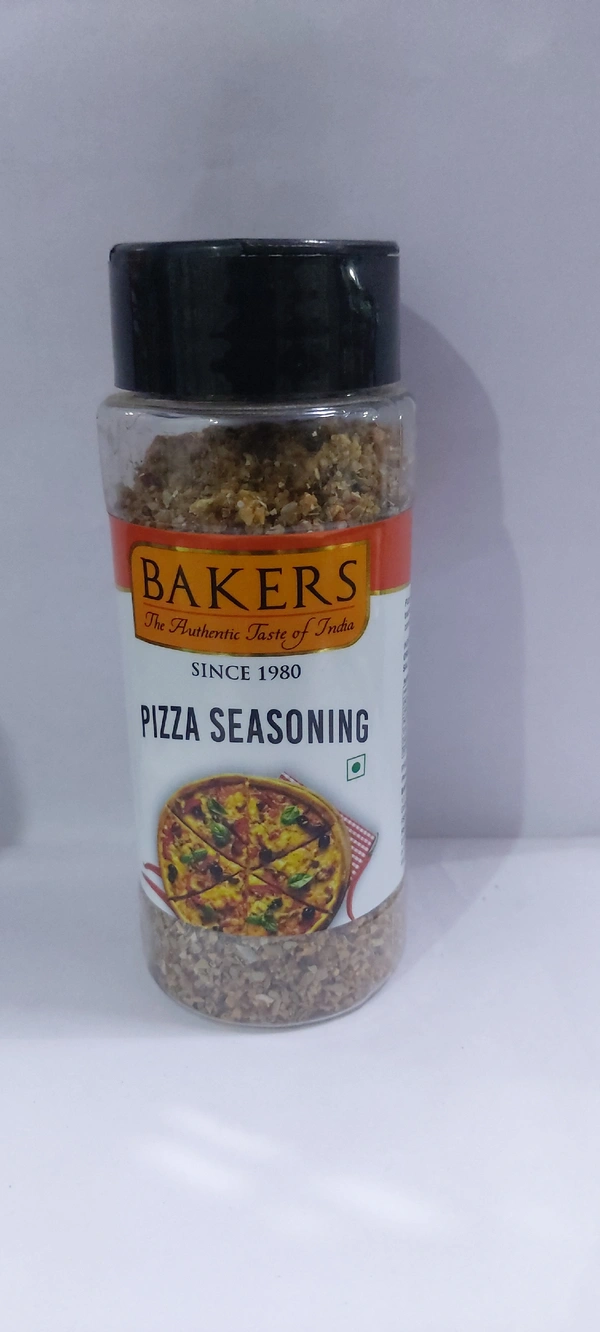 BAKERS
The Authentic Taste of India
SINCE 1980
PIZZA SEASONING